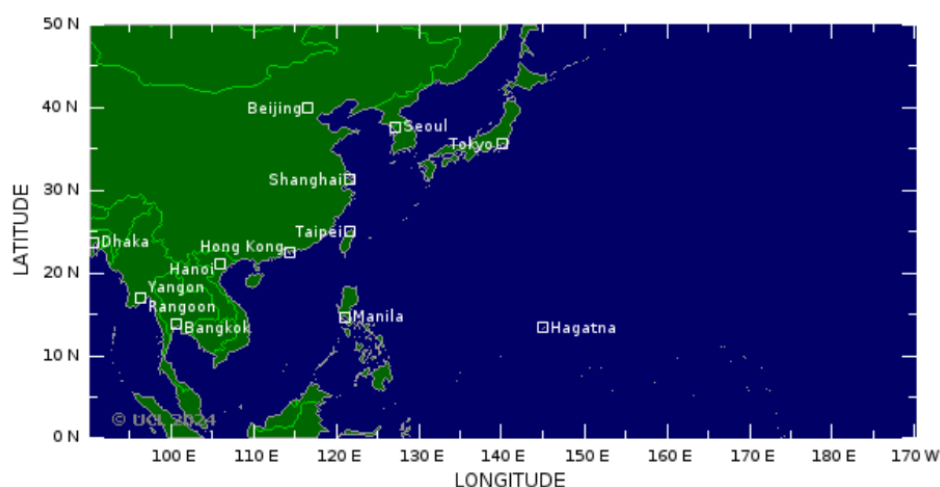 50 N
40 N
Beijing
Seoul
Tokyo
30 N
Shanghai
Taipei
Dhaka
Hong Kong
20 N
Hanoi
Yangon
Rangoon
Bangkok
Manila
Hagatna
10 N
© UCL 2024
0 N
100 E 110 E 120 E 130 E 140 E 150 E 160 E 170 E 180 E 170 W
LONGITUDE
LATITUDE